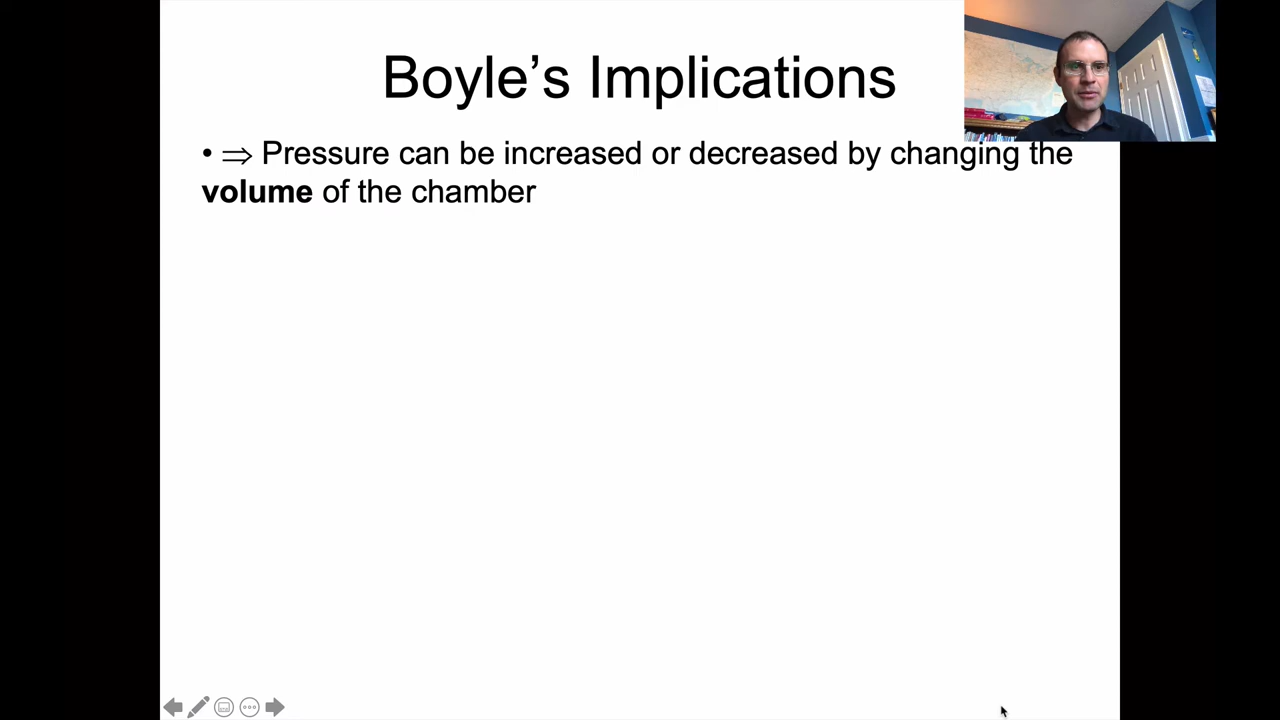 Boyle’s Implications
• ⇒ Pressure can be increased or decreased by changing the
volume of the chamber